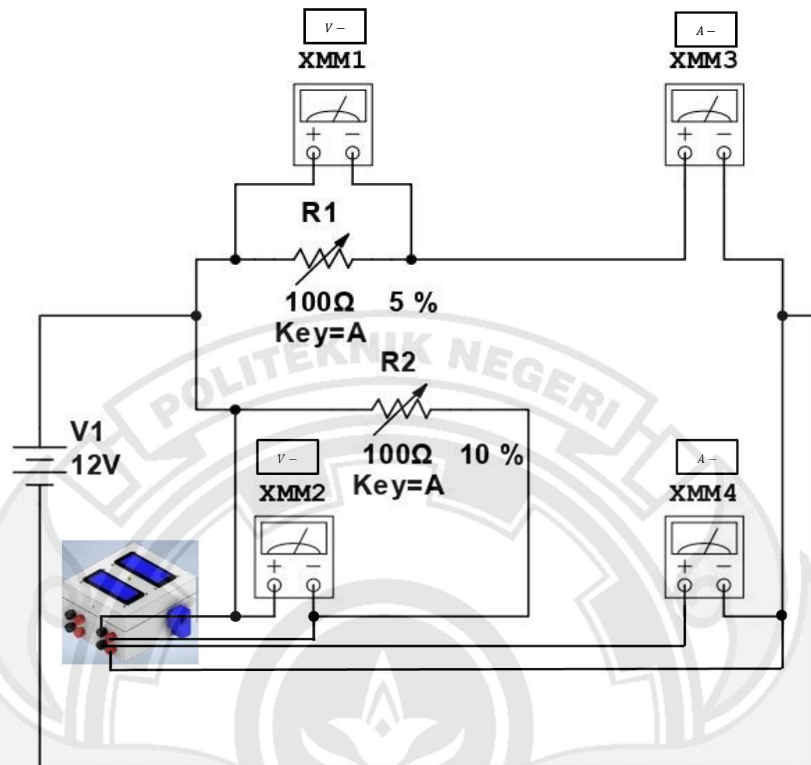 V –
XMM1
+ –
A –
XMM3
+ –
R1
100Ω 5 %
Key=A
R2
100Ω 10 %
Key=A
V1
12V
V –
XMM2
+ –
A –
XMM4
+ –
POLITEKNIK NEGERI